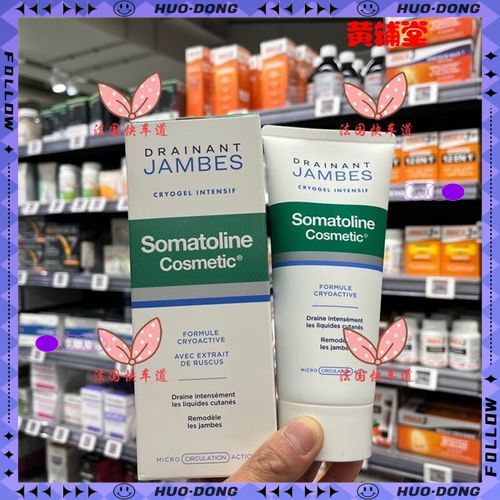 HUO-DONG
HUO-DONG
FOLLOW
FOLLOW
黄铺堂
法国快车道
法国快车道
DRAINANT
JAMBES
CRYOGEL INTENSIF
Somatoline
Cosmetic®
FORMULE
CRYOACTIVE
AVEC EXTRAIT
DE RUSCUS
Draine intensément
les liquides cutanés
Remodèle
les jambes
MICRO CIRCULATION ACTIO
DRAINANT
JAMBES
CRYOGEL INTENSIF
Somatoline
Cosmetic®
FORMULE
CRYOACTIVE
Draine intensément
les liquides cutanés
Remodèle
les jambes
MICRO CIRCULATION ACTI
法国快车道
法国快车道
HUO-DONG
HUO-DONG